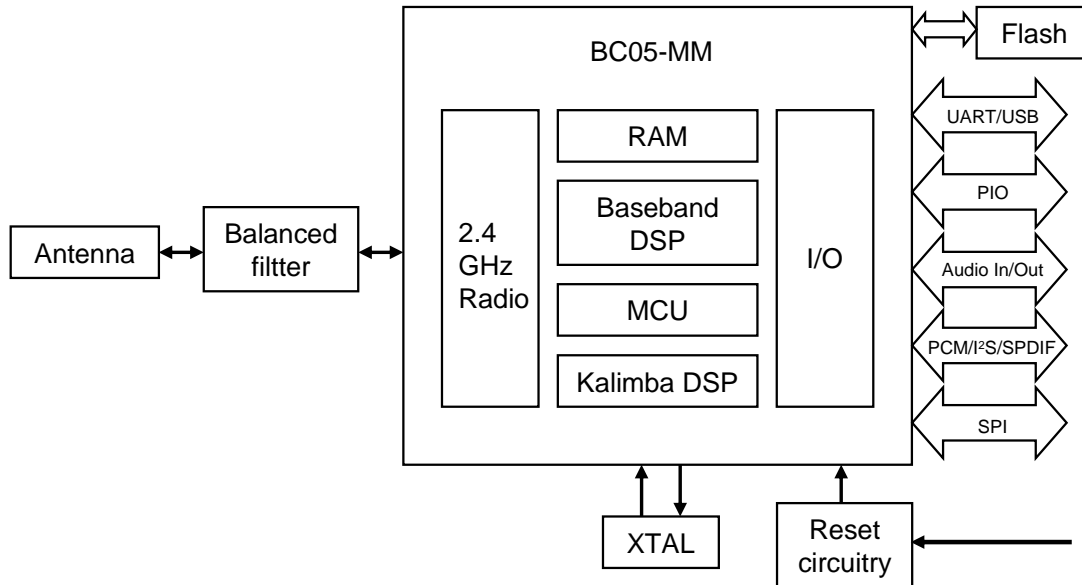 BC05-MM
Flash
RAM
Baseband
DSP
MCU
Kalimba DSP
2.4
GHz
Radio
I/O
Antenna
Balanced
filtter
UART/USB
PIO
Audio In/Out
PCM/I²S/SPDIF
SPI
XTAL
Reset
circuitry